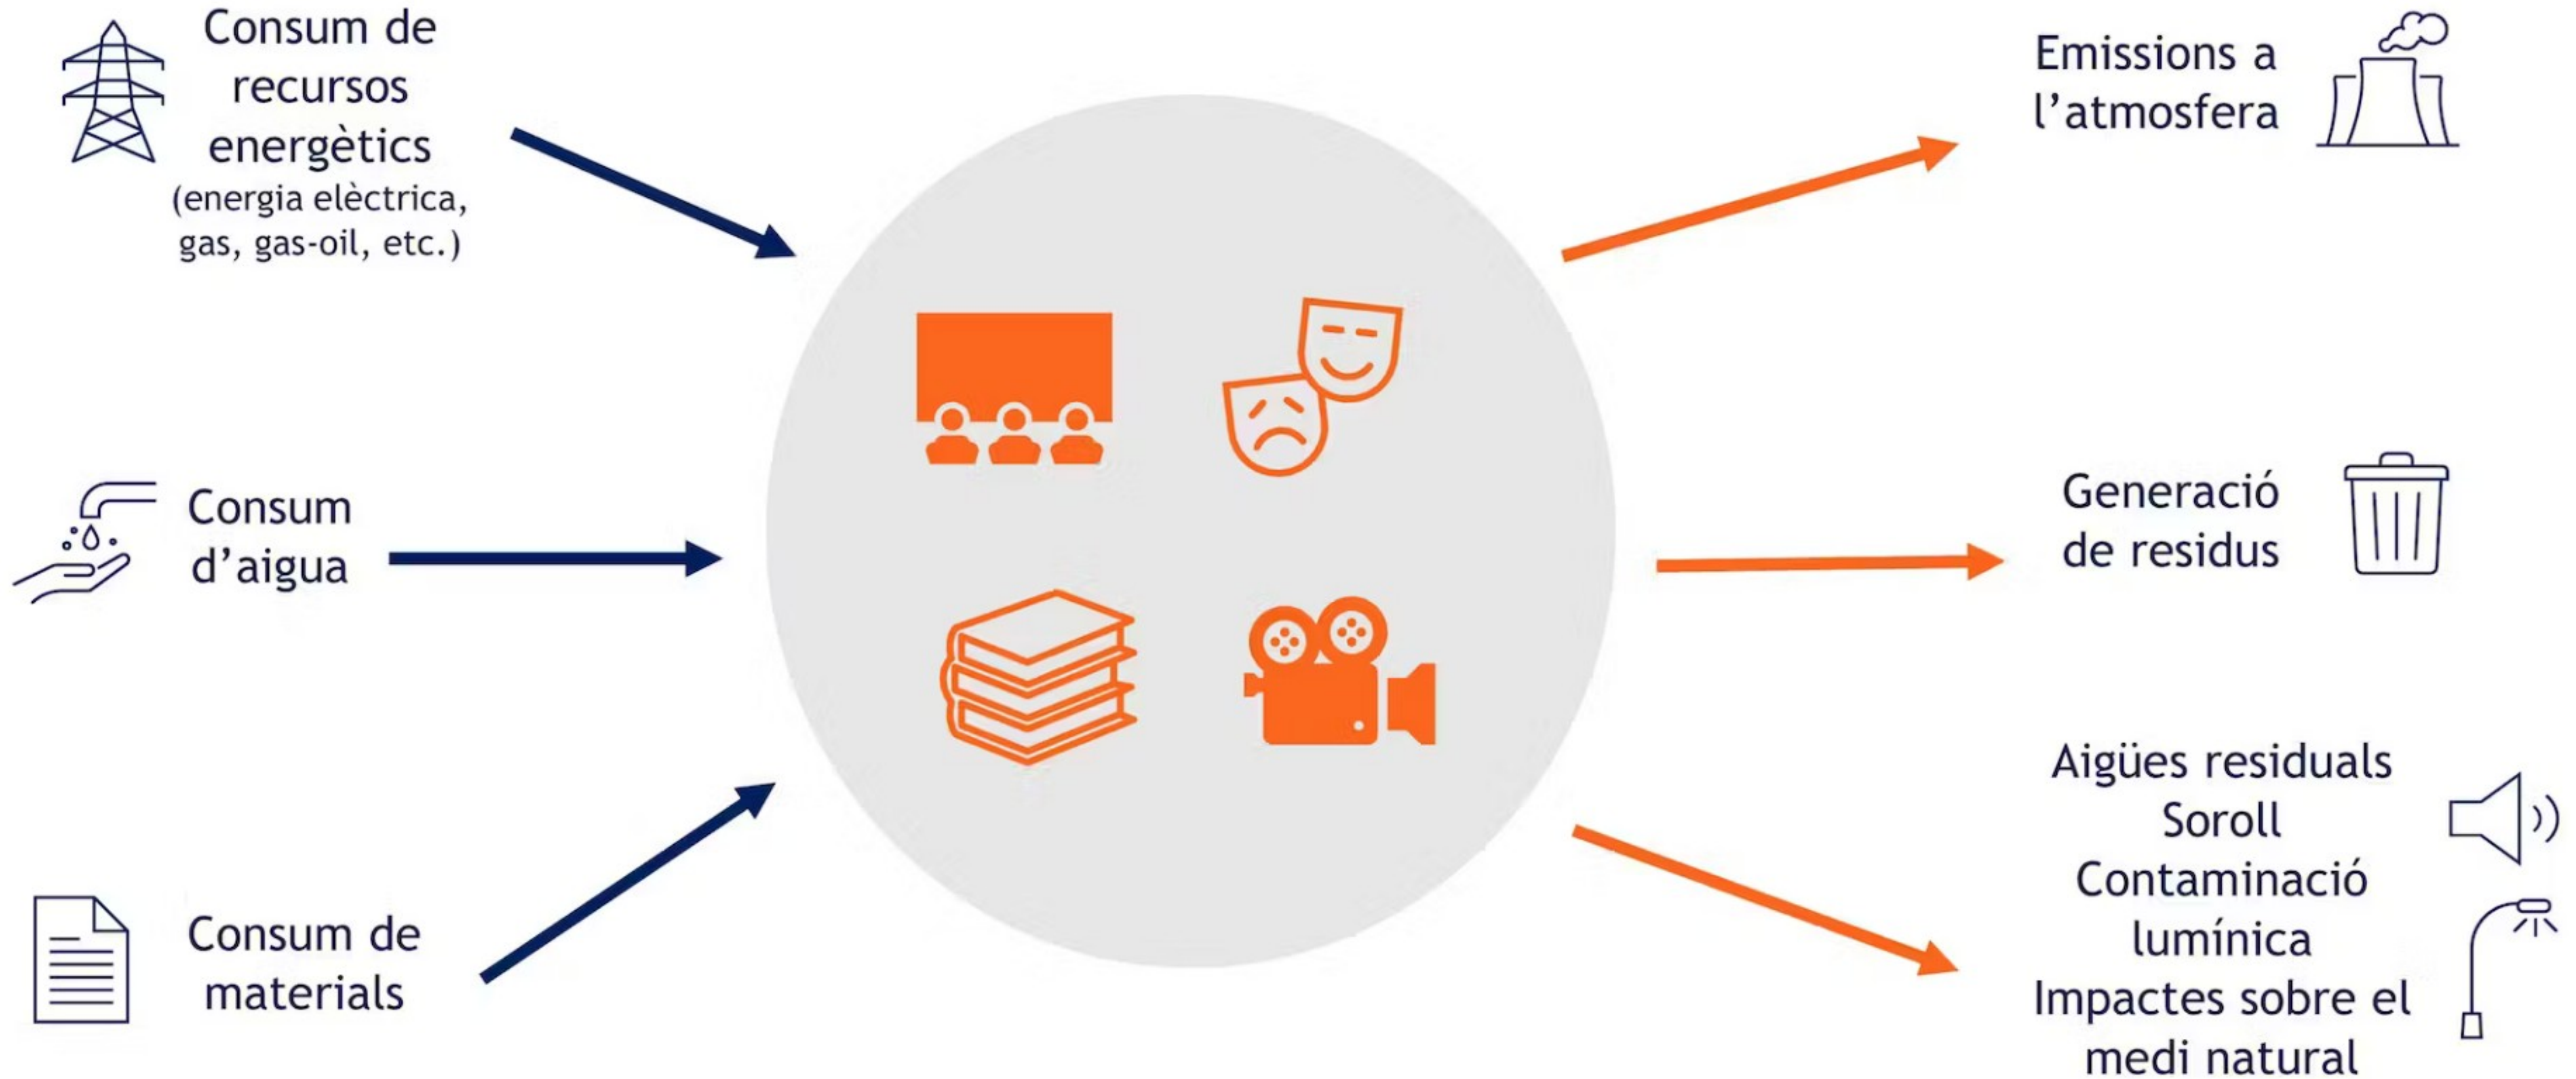 Consum de
recursos
energètics
(energia elèctrica,
gas, gas-oil, etc.)
Consum
d’aigua
Consum de
materials
Emissions a
l’atmosfera
Generació
de residus
Aigües residuals
Soroll
Contaminació
lumínica
Impactes sobre el
medi natural